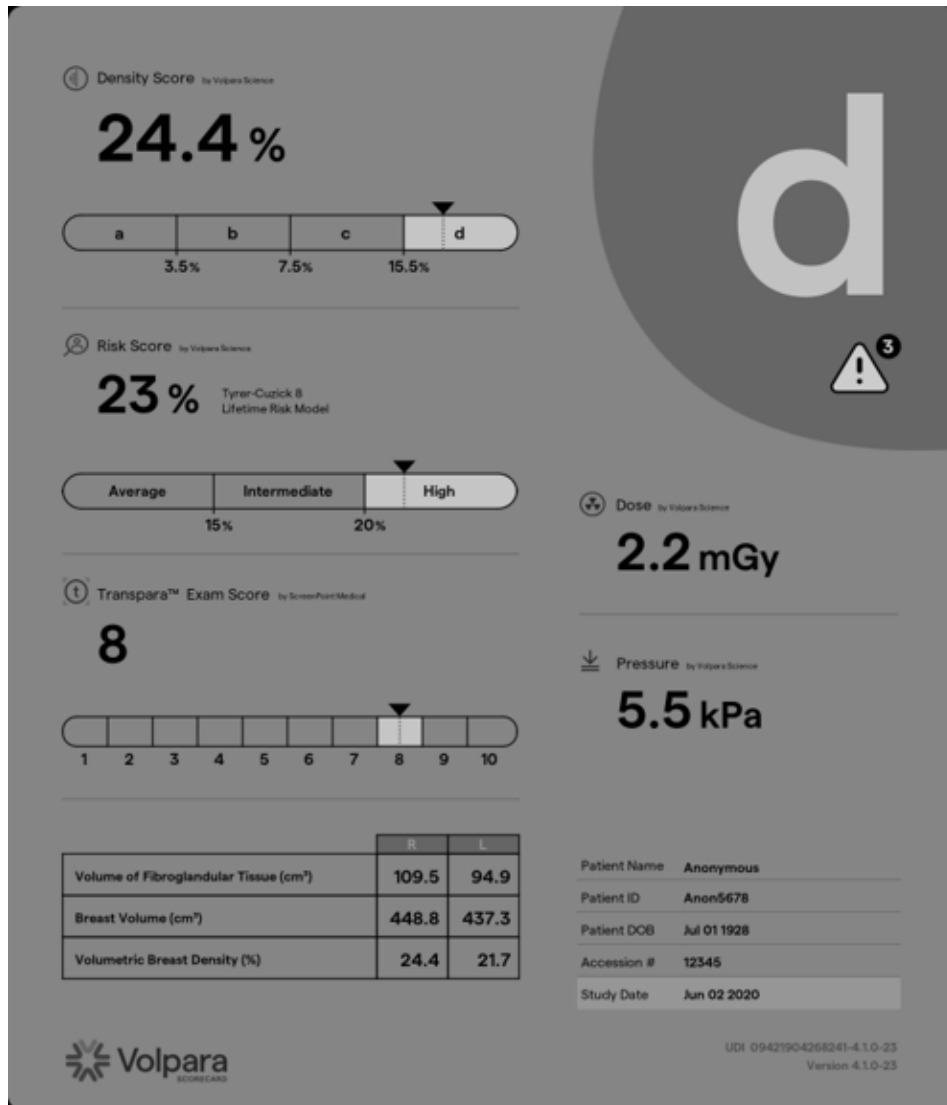 Density Score by Volpara Science
24.4 %
a b c d
3.5% 7.5% 15.5%
d
3
Risk Score by Volpara Science
23 % Tyrer-Cuzick 8
Lifetime Risk Model
Average Intermediate High
15% 20%
t Transpara™ Exam Score by ScreenPoint Medical
8
1 2 3 4 5 6 7 8 9 10
R L
Volume of Fibroglandular Tissue (cm³) 109.5 94.9
Breast Volume (cm³) 448.8 437.3
Volumetric Breast Density (%) 24.4 21.7
Volpara
SCORECARD
Dose by Volpara Science
2.2 mGy
Pressure by Volpara Science
5.5 kPa
Patient Name Anonymous
Patient ID Anon5678
Patient DOB Jul 01 1928
Accession # 12345
Study Date Jun 02 2020
UDI 09421904268241-4.1.0-23
Version 4.1.0-23